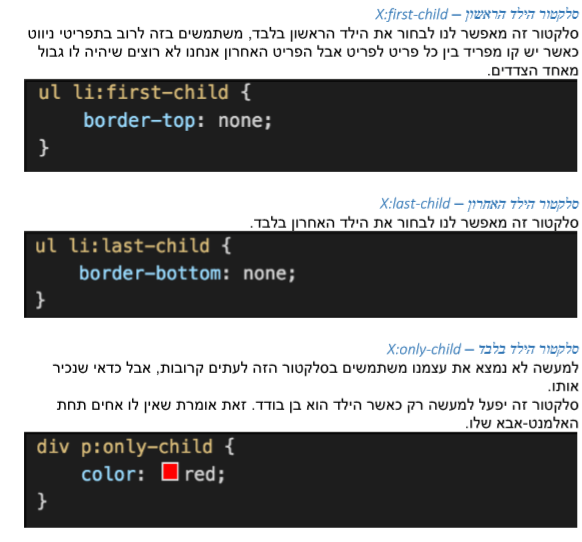 סלקטור הילד הראשון – X:first-child
סלקטור זה מאפשר לנו לבחור את הילד הראשון בלבד, משתמשים בזה לרוב בתפריטי ניווט
כאשר יש קו מפריד בין כל פריט לפריט אבל הפריט האחרון אנחנו לא רוצים שיהיה לו גבול
מאחד הצדדים.
ul li:first-child {
    border-top: none;
}
סלקטור הילד האחרון – X:last-child
סלקטור זה מאפשר לנו לבחור את הילד האחרון בלבד.
ul li:last-child {
    border-bottom: none;
}
סלקטור הילד בלבד – X:only-child
למעשה לא נמצא את עצמנו משתמשים בסלקטור הזה לעתים קרובות, אבל כדאי שנכיר
אותו.
סלקטור זה יפעל למעשה רק כאשר הילד הוא בן בודד. זאת אומרת שאין לו אחים תחת
האלמנט-אבא שלו.
div p:only-child {
    color: red;
}